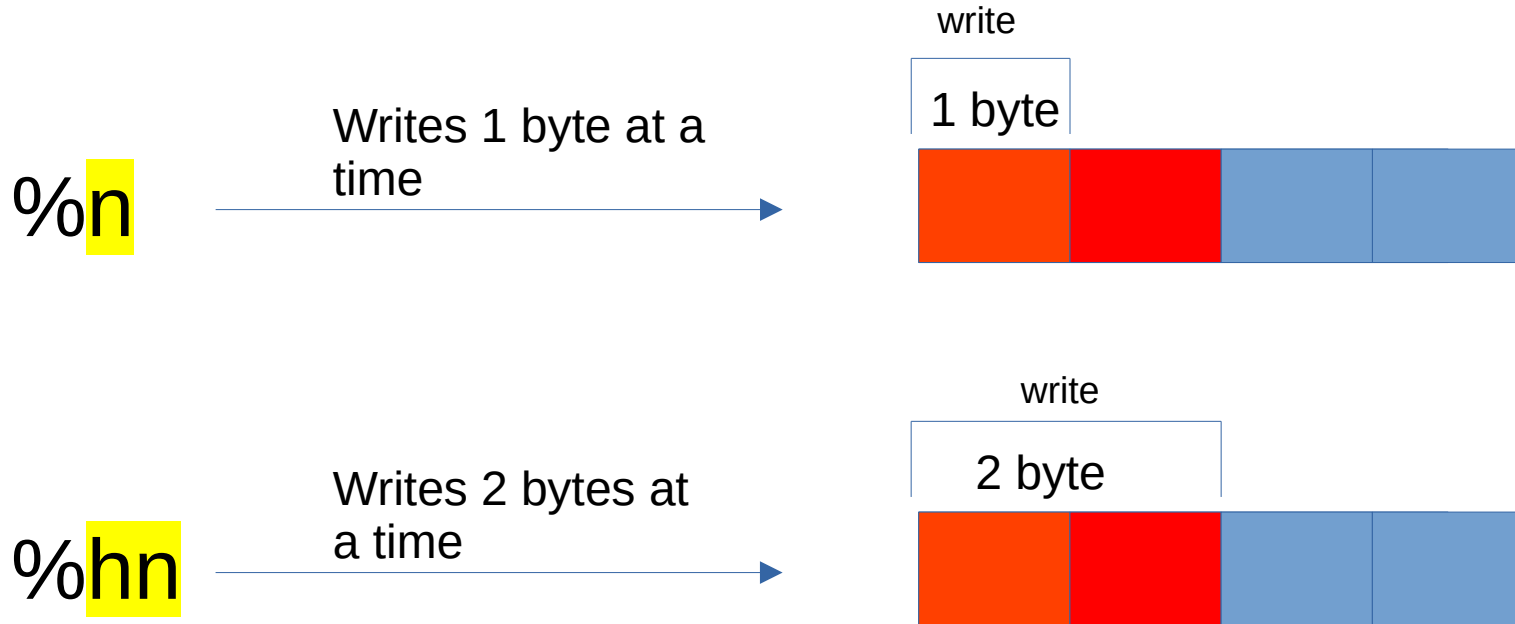 write
1 byte
Writes 1 byte at a
time
%n
write
2 byte
Writes 2 bytes at
a time
%hn